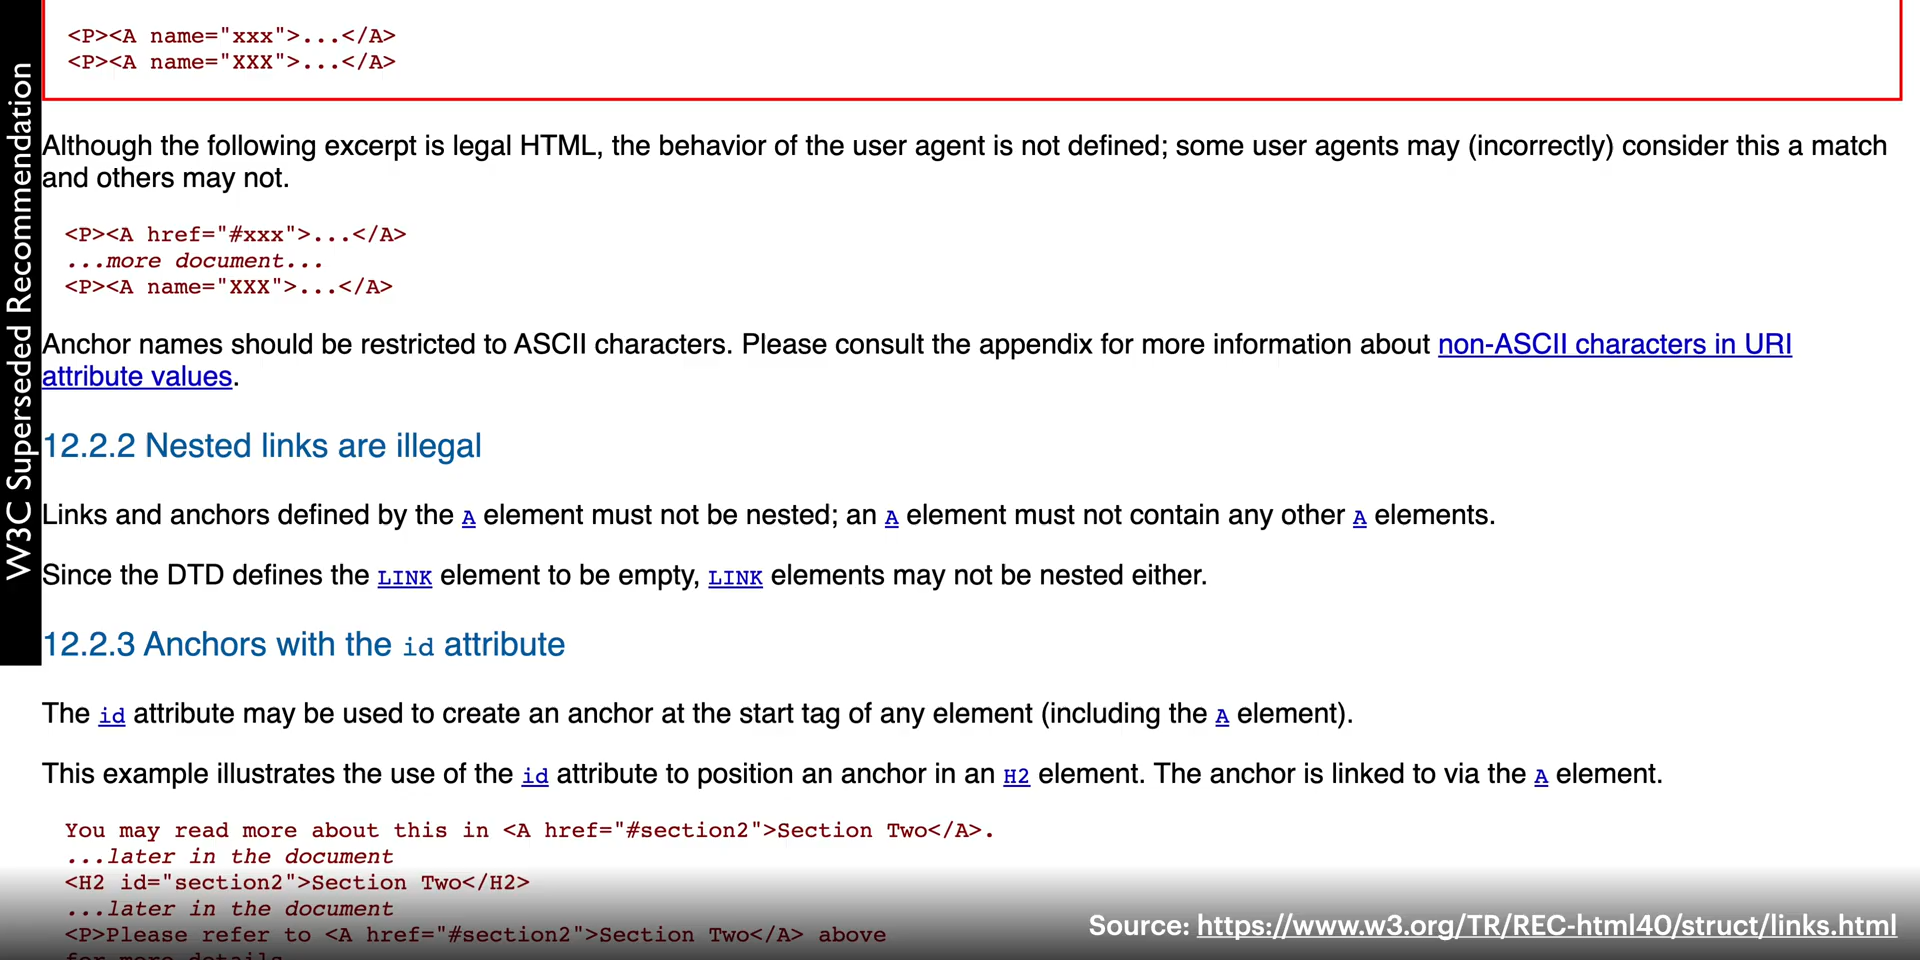 <P><A name="xxx">...</A>
<P><A name="XXX">...</A>
W3C Superseded Recommendation
Although the following excerpt is legal HTML, the behavior of the user agent is not defined; some user agents may (incorrectly) consider this a match
and others may not.
<P><A href="#xxx">...</A>
...more document...
<P><A name="XXX">...</A>
Anchor names should be restricted to ASCII characters. Please consult the appendix for more information about non-ASCII characters in URI
attribute values.
12.2.2 Nested links are illegal
Links and anchors defined by the A element must not be nested; an A element must not contain any other A elements.
Since the DTD defines the LINK element to be empty, LINK elements may not be nested either.
12.2.3 Anchors with the id attribute
The id attribute may be used to create an anchor at the start tag of any element (including the A element).
This example illustrates the use of the id attribute to position an anchor in an H2 element. The anchor is linked to via the A element.
You may read more about this in <A href="#section2">Section Two</A>.
...later in the document
<H2 id="section2">Section Two</H2>
...later in the document
<P>Please refer to <A href="#section2">Section Two</A> above
for more details
Source: https://www.w3.org/TR/REC-html40/struct/links.html